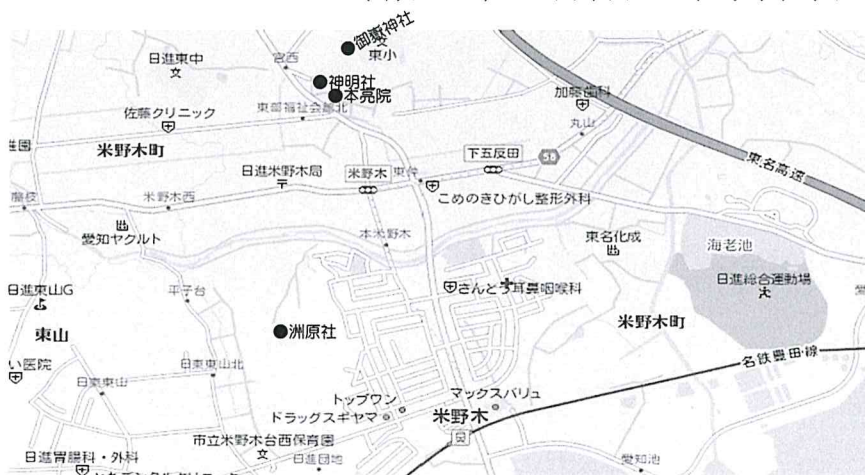 御嶽神社
東小
日進東中
宮西
神明社
本亮院
加藤歯科
佐藤クリニック
東部福祉会館北
丸山
米野木町
下五反田
58
東名高速
日進米野木局
米野木
米野木西
こめのきひがし整形外科
愛知ヤクルト
本米野木
東名化成
海老池
日進東山G
平子台
さんとう耳鼻咽喉科
日進総合運動場
東山
洲原社
米野木町
い医院
日東東山北
名鉄豊田線
日東東山
トップワン
マックスバリュ
ドラッグスギヤマ
米野木
市立米野木台西保育園
日進胃腸科・外科
日進団地
愛知池